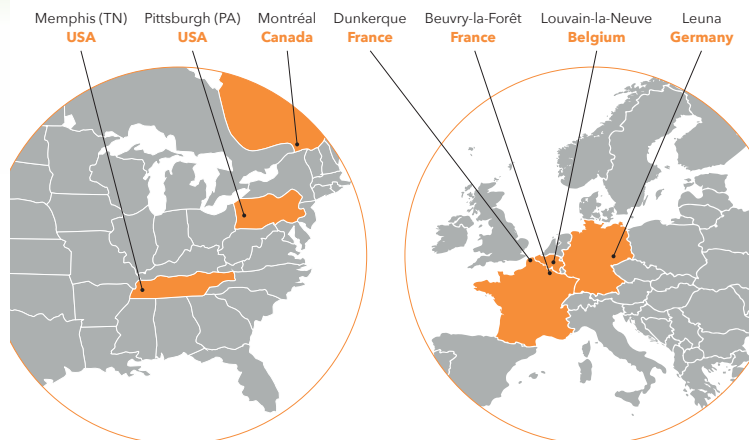 Memphis (TN)
USA
Pittsburgh (PA)
USA
Montréal
Canada
Dunkerque
France
Beuvry-la-Forêt
France
Louvain-la-Neuve
Belgium
Leuna
Germany